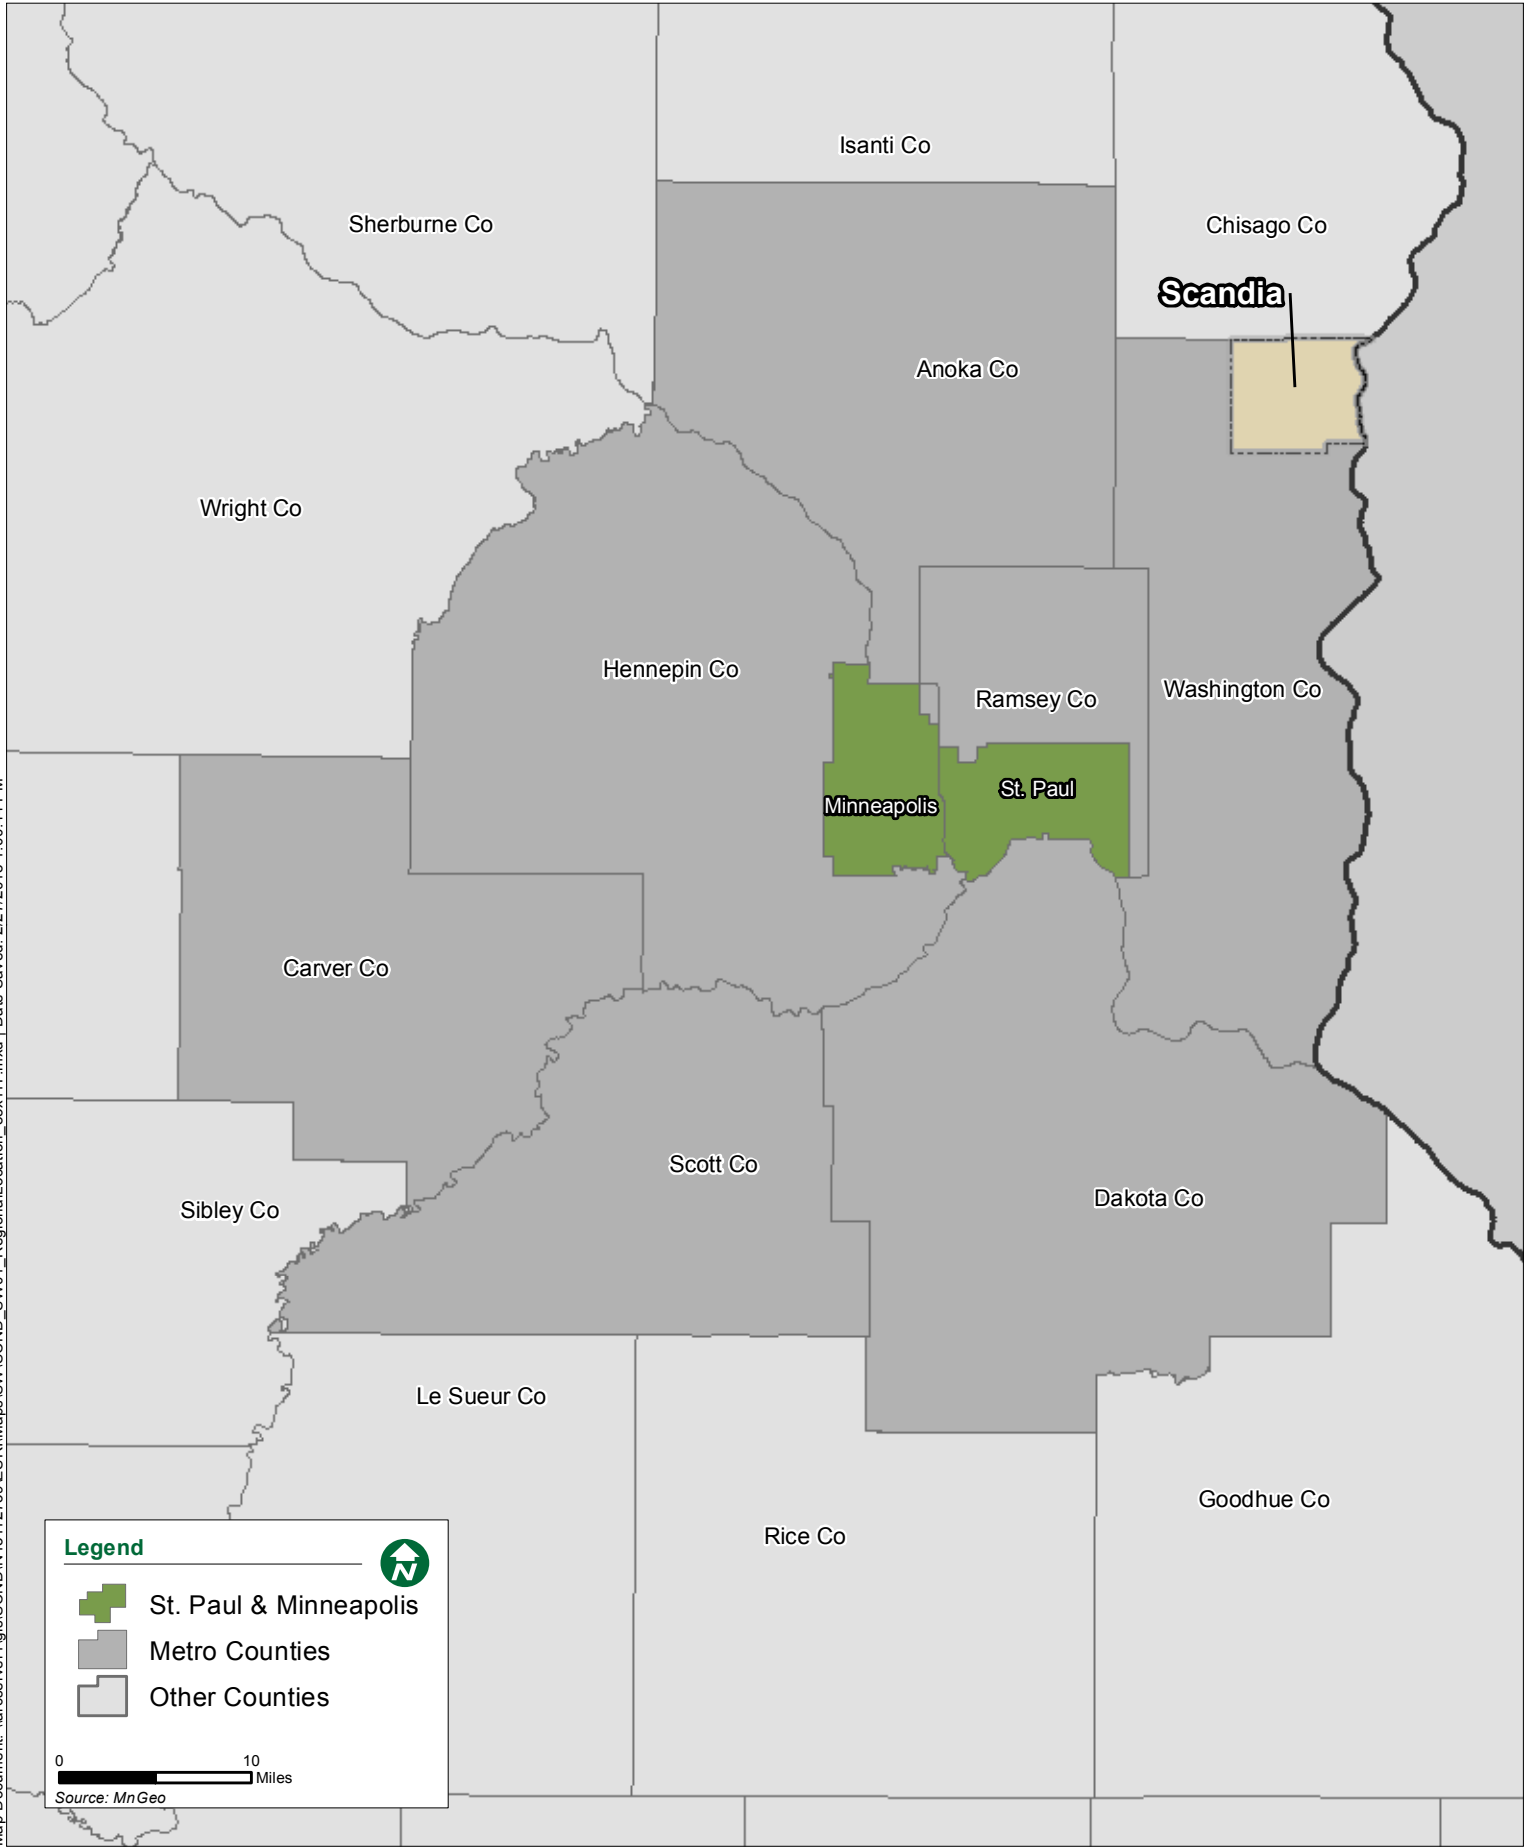 Isanti Co
Sherburne Co
Chisago Co
Scandia
Anoka Co
Wright Co
Hennepin Co
Ramsey Co
Washington Co
St. Paul
Minneapolis
Carver Co
Scott Co
Dakota Co
Sibley Co
Le Sueur Co
Goodhue Co
Rice Co
Legend
N
St. Paul & Minneapolis
Metro Counties
Other Counties
0 10
Miles
Source: MnGeo